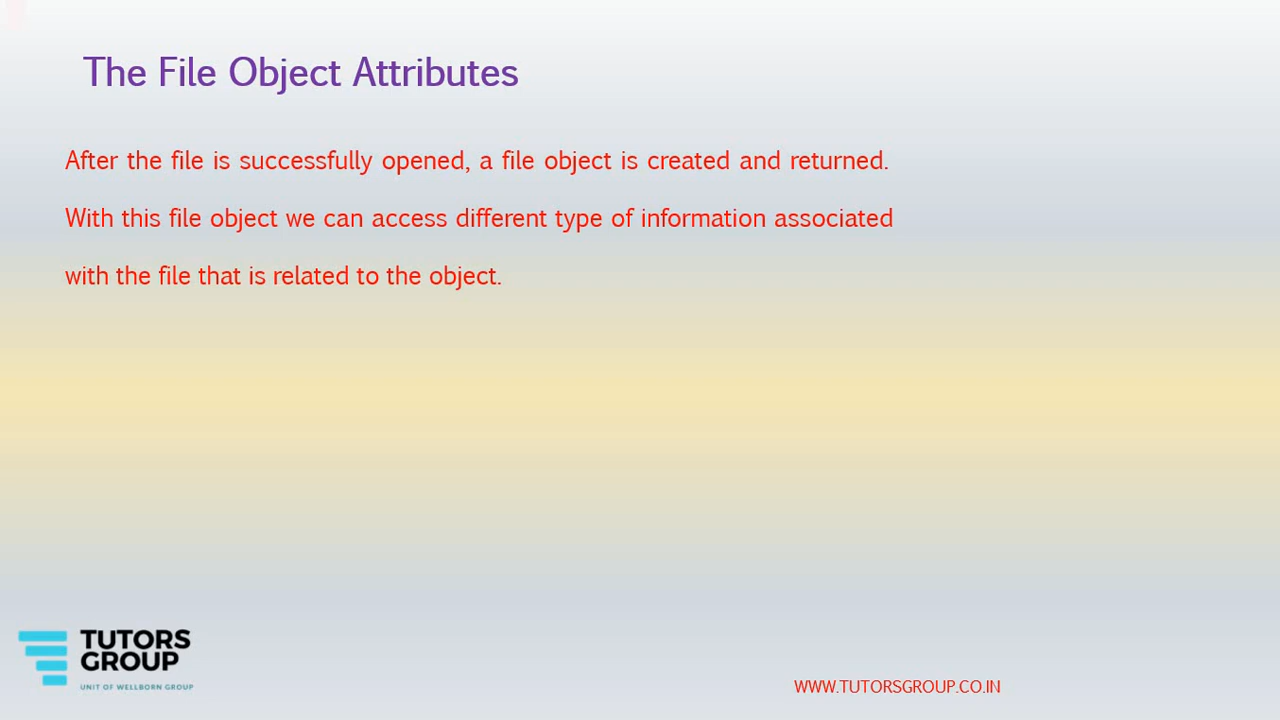 The File Object Attributes
After the file is successfully opened, a file object is created and returned.
With this file object we can access different type of information associated
with the file that is related to the object.
TUTORS
GROUP
UNIT OF WELLBORN GROUP
WWW.TUTORSGROUP.CO.IN